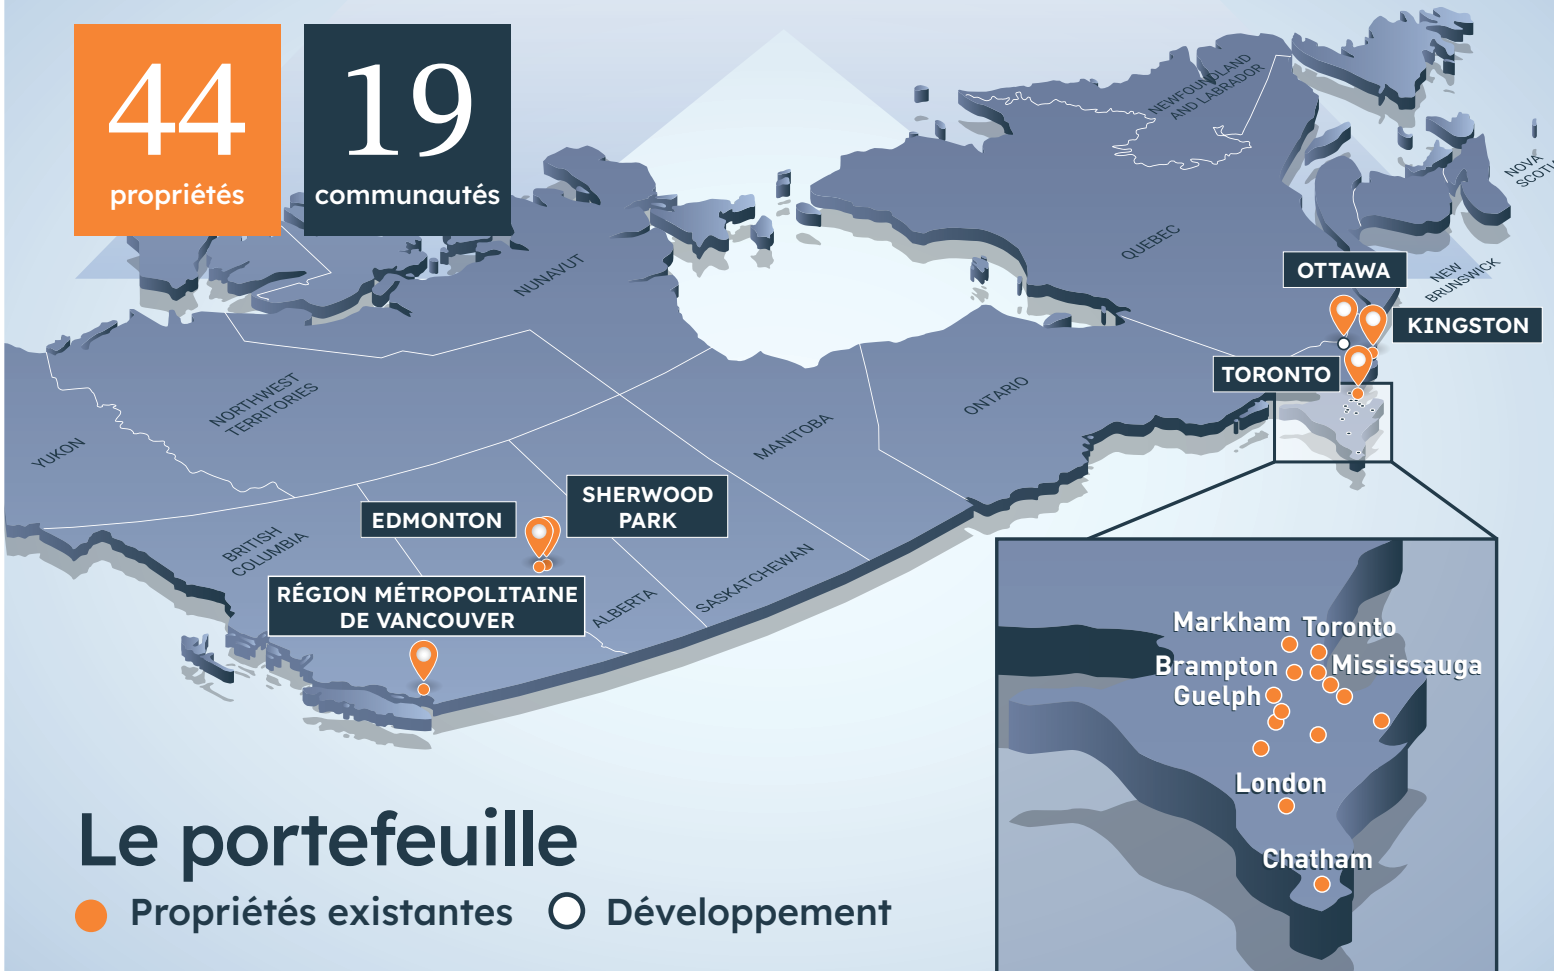 44
propriétés
19
communautés
NEWFOUNDLAND
AND LABRADOR
NOVA
SCOTI
NUNAVUT
QUEBEC
NEW
BRUNSWICK
OTTAWA
KINGSTON
TORONTO
NORTHWEST
TERRITORIES
YUKON
ONTARIO
MANITOBA
EDMONTON
SHERWOOD
PARK
BRITISH
COLUMBIA
RÉGION MÉTROPOLITAINE
DE VANCOUVER
ALBERTA
SASKATCHEWAN
Markham
Toronto
Brampton
Mississauga
Guelph
London
Chatham
Le portefeuille
Propriétés existantes
Développement